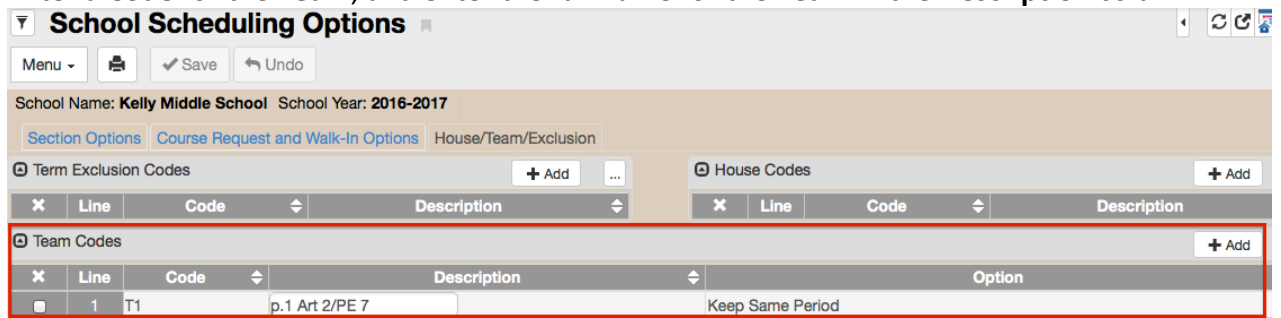 School Scheduling Options
Menu Save Undo
School Name: Kelly Middle School School Year: 2016-2017
Section Options Course Request and Walk-In Options House/Team/Exclusion
Term Exclusion Codes + Add ... House Codes + Add
Line Code Description Line Code Description
Team Codes + Add
Line Code Description Option
1 T1 p.1 Art 2/PE 7 Keep Same Period